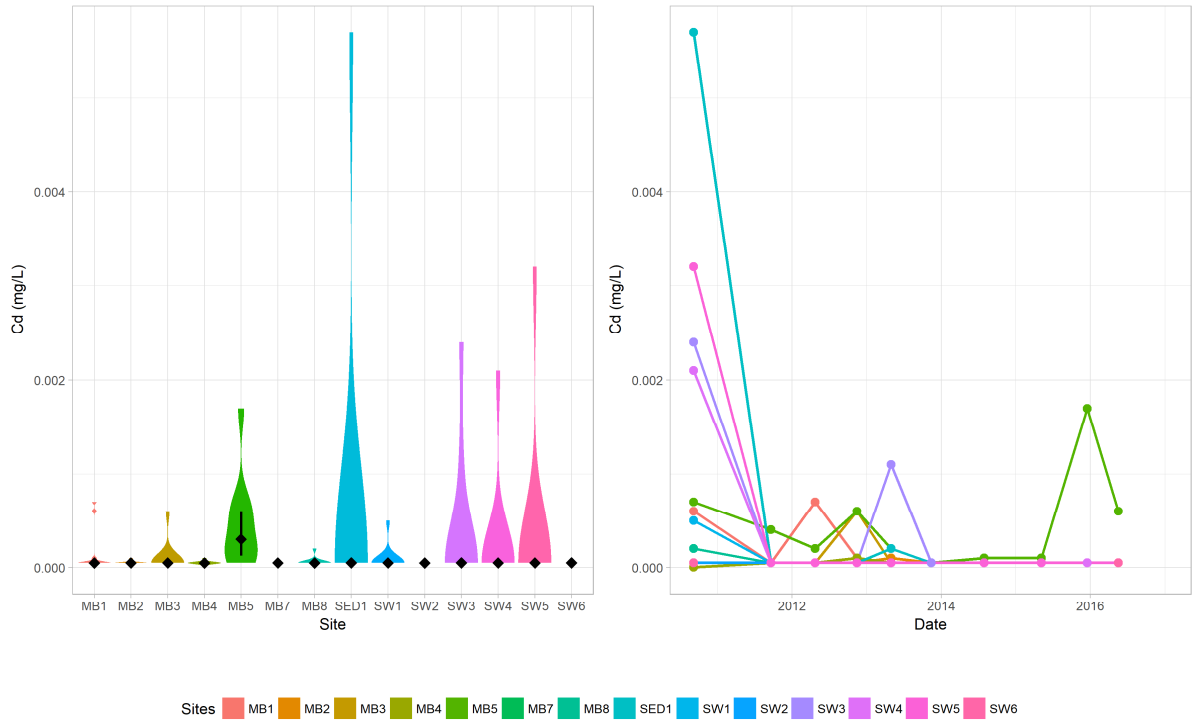 Cd (mg/L)
0.004
0.002
0.000
MB1 MB2 MB3 MB4 MB5 MB7 MB8 SED1 SW1 SW2 SW3 SW4 SW5 SW6
Site
Cd (mg/L)
0.004
0.002
0.000
2012 2014 2016
Date
Sites MB1 MB2 MB3 MB4 MB5 MB7 MB8 SED1 SW1 SW2 SW3 SW4 SW5 SW6